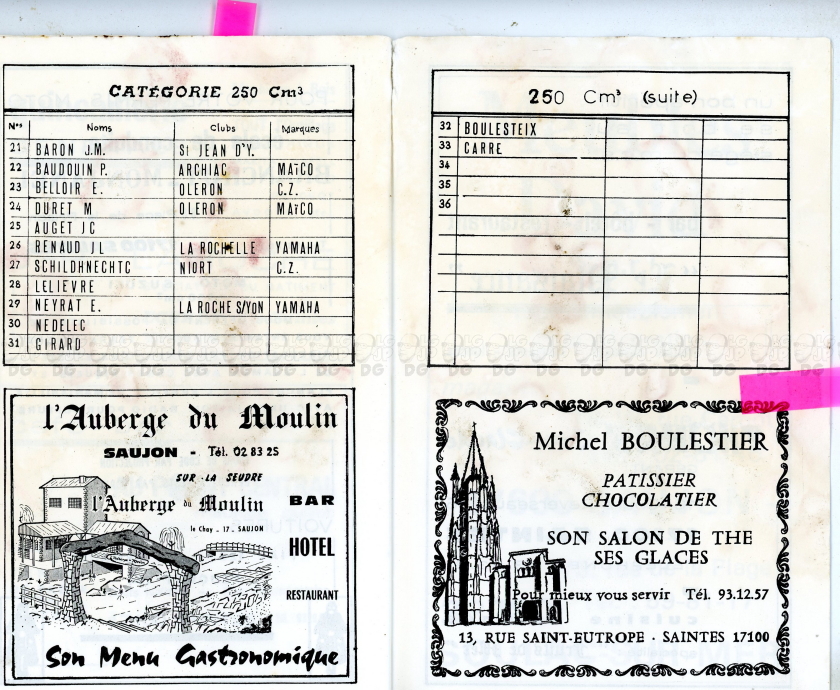 CATÉGORIE 250 Cm³
Nos Noms Clubs Marques
21 BARON J.M. St JEAN D'Y.
22 BAUDOUIN P. ARCHIAC MAÏCO
23 BELLOIR E. OLERON C.Z.
24 DURET M OLERON MAÏCO
25 AUGET JC
26 RENAUD JL LA ROCHELLE YAMAHA
27 SCHILDHNECHTC NIORT C.Z.
28 LELIEVRE
29 NEYRAT E. LA ROCHE S/YON YAMAHA
30 NEDELEC
31 GIRARD
l'Auberge du Moulin
SAUJON - Tél. 02 83 25
SUR LA SEUDRE
l'Auberge du Moulin
le Chay - 17 - SAUJON
BAR
HOTEL
RESTAURANT
Son Menu Gastronomique
250 Cm³ (suite)
32 BOULESTEIX
33 CARRE
34
35
36
Michel BOULESTIER
PATISSIER
CHOCOLATIER
SON SALON DE THE
SES GLACES
Pour mieux vous servir Tél. 93.12.57
13, RUE SAINT-EUTROPE · SAINTES 17100